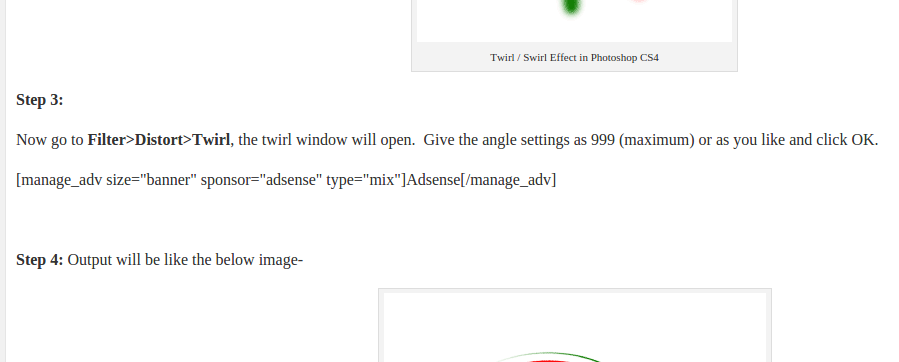 Twirl / Swirl Effect in Photoshop CS4
Step 3:
Now go to Filter>Distort>Twirl, the twirl window will open.  Give the angle settings as 999 (maximum) or as you like and click OK.
[manage_adv size="banner" sponsor="adsense" type="mix"]Adsense[/manage_adv]
Step 4: Output will be like the below image-